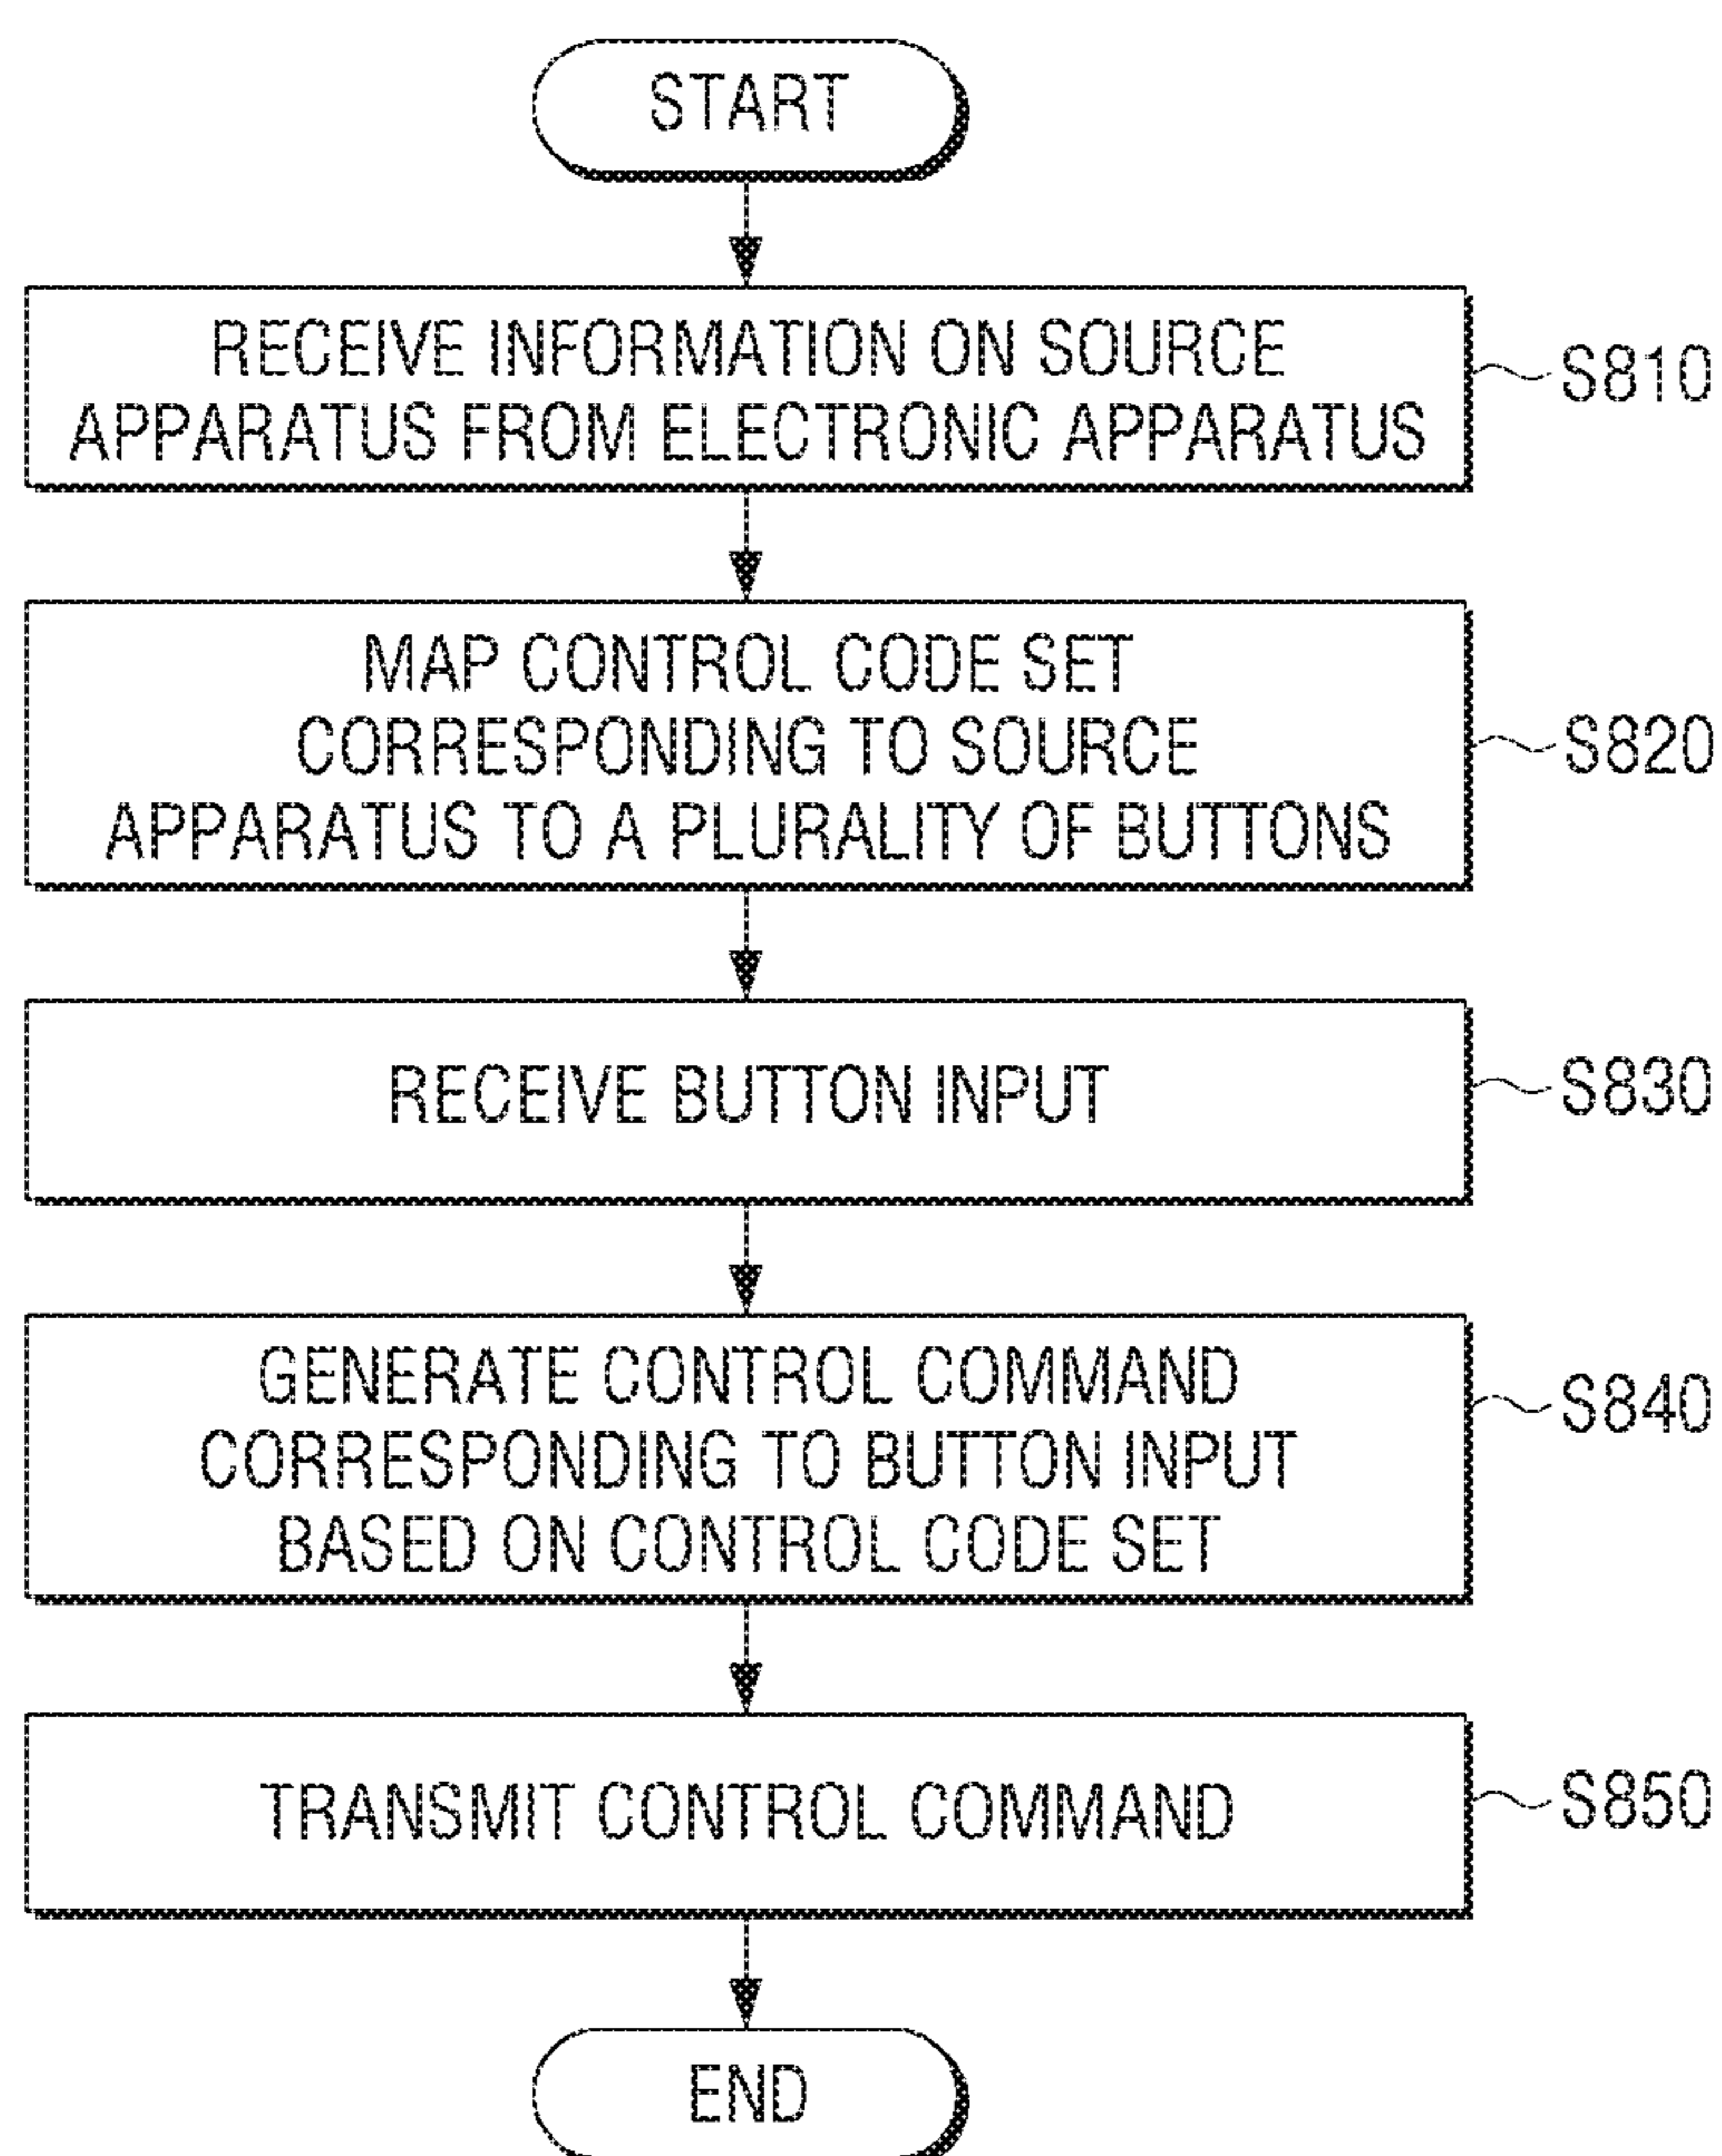 START
RECEIVE INFORMATION ON SOURCE
APPARATUS FROM ELECTRONIC APPARATUS
S810
MAP CONTROL CODE SET
CORRESPONDING TO SOURCE
APPARATUS TO A PLURALITY OF BUTTONS
S820
RECEIVE BUTTON INPUT
S830
GENERATE CONTROL COMMAND
CORRESPONDING TO BUTTON INPUT
BASED ON CONTROL CODE SET
S840
TRANSMIT CONTROL COMMAND
S850
END